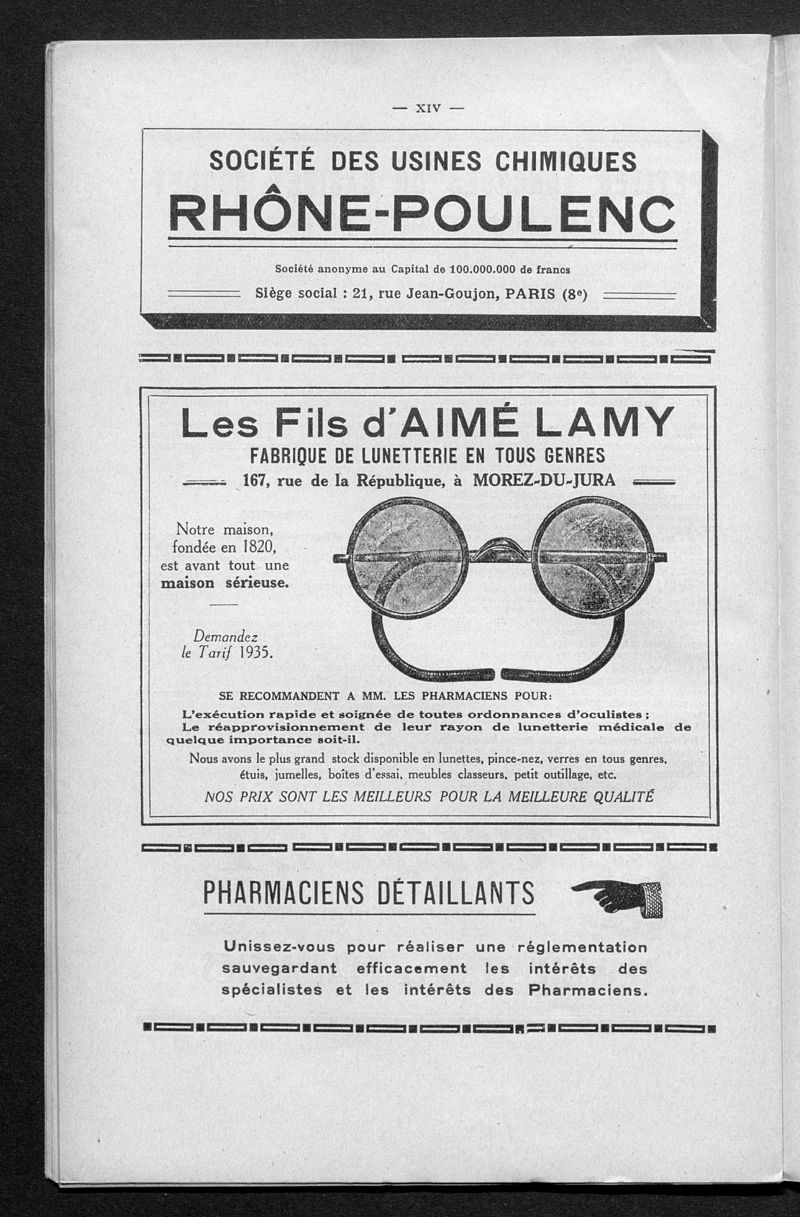 — XIV —
SOCIÉTÉ DES USINES CHIMIQUES
RHÔNE-POULENC
Société anonyme au Capital de 100.000.000 de francs
Siège social : 21, rue Jean-Goujon, PARIS (8e)
Les Fils d'AIMÉ LAMY
FABRIQUE DE LUNETTERIE EN TOUS GENRES
167, rue de la République, à MOREZ-DU-JURA
Notre maison,
fondée en 1820,
est avant tout une
maison sérieuse.
Demandez
le Tarif 1935.
SE RECOMMANDENT A MM. LES PHARMACIENS POUR:
L'exécution rapide et soignée de toutes ordonnances d'oculistes ;
Le réapprovisionnement de leur rayon de lunetterie médicale de
quelque importance soit-il.
Nous avons le plus grand stock disponible en lunettes, pince-nez, verres en tous genres,
étuis, jumelles, boîtes d'essai, meubles classeurs, petit outillage, etc.
NOS PRIX SONT LES MEILLEURS POUR LA MEILLEURE QUALITÉ
PHARMACIENS DÉTAILLANTS
Unissez-vous pour réaliser une réglementation
sauvegardant efficacement les intérêts des
spécialistes et les intérêts des Pharmaciens.